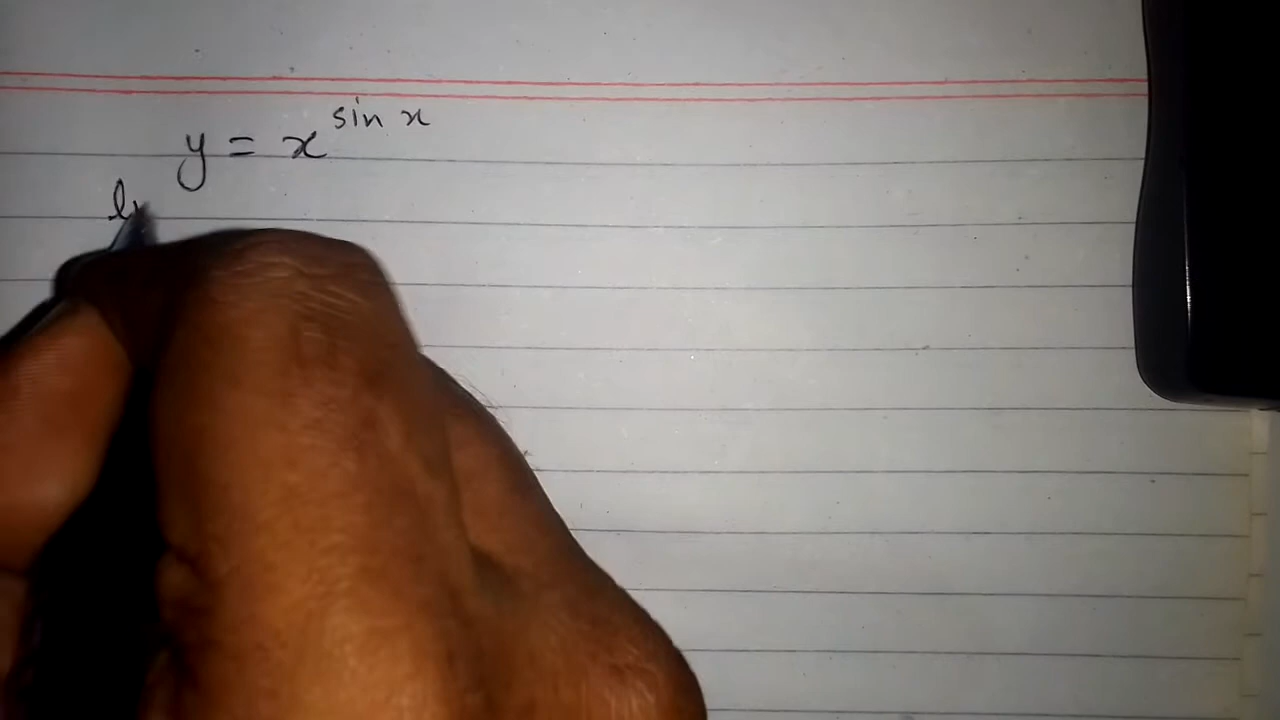 y = x^sin x
l